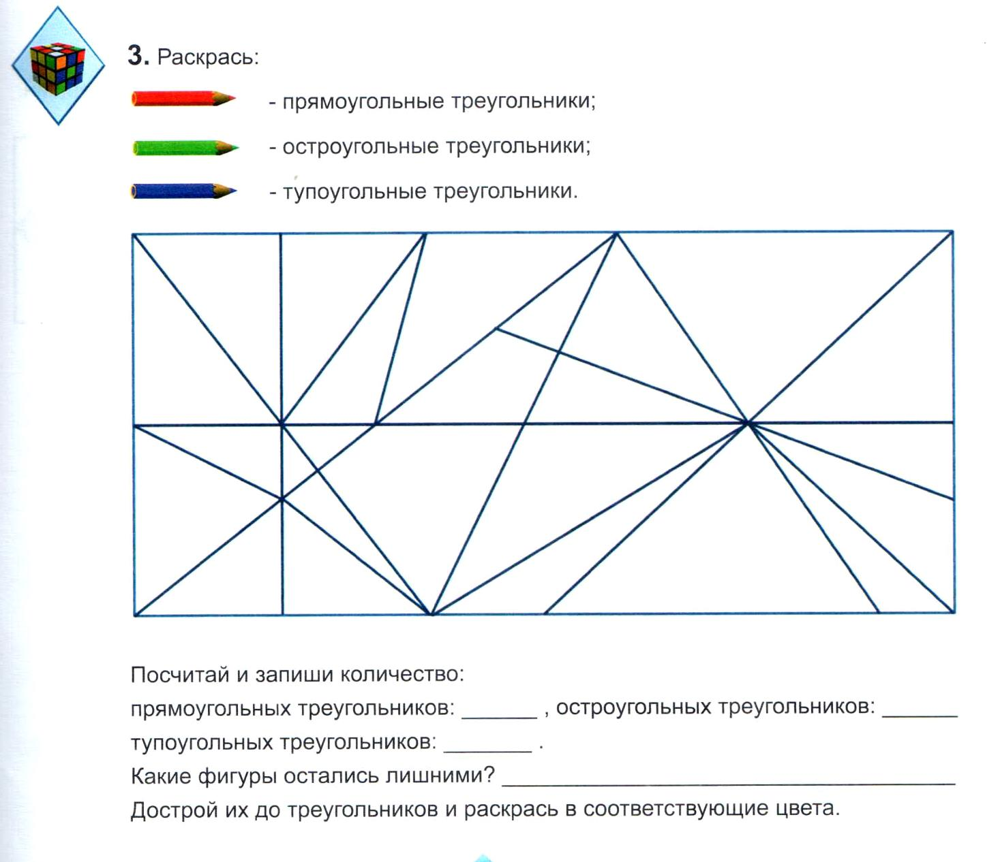 3. Раскрась:
- прямоугольные треугольники;
- остроугольные треугольники;
- тупоугольные треугольники.
Посчитай и запиши количество:
прямоугольных треугольников: ______ , остроугольных треугольников: ______
тупоугольных треугольников: _______ .
Какие фигуры остались лишними? ____________________
Дострой их до треугольников и раскрась в соответствующие цвета.